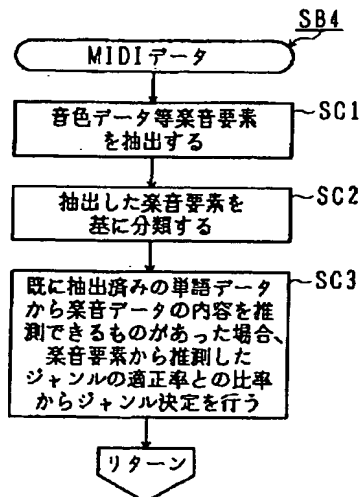 SB4
MIDIデータ
音色データ等楽音要素
を抽出する
SC1
抽出した楽音要素を
基に分類する
SC2
既に抽出済みの単語データ
から楽音データの内容を推
測できるものがあった場合、
楽音要素から推測した
ジャンルの適正率との比率
からジャンル決定を行う
SC3
リターン